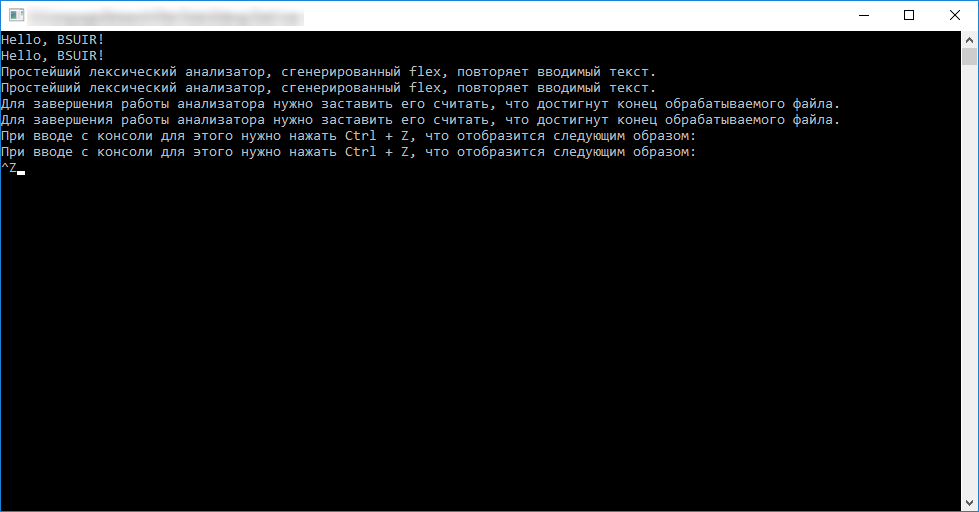 Hello, BSUIR!
Hello, BSUIR!
Простейший лексический анализатор, сгенерированный flex, повторяет вводимый текст.
Простейший лексический анализатор, сгенерированный flex, повторяет вводимый текст.
Для завершения работы анализатора нужно заставить его считать, что достигнут конец обрабатываемого файла.
Для завершения работы анализатора нужно заставить его считать, что достигнут конец обрабатываемого файла.
При вводе с консоли для этого нужно нажать Ctrl + Z, что отобразится следующим образом:
При вводе с консоли для этого нужно нажать Ctrl + Z, что отобразится следующим образом:
^Z